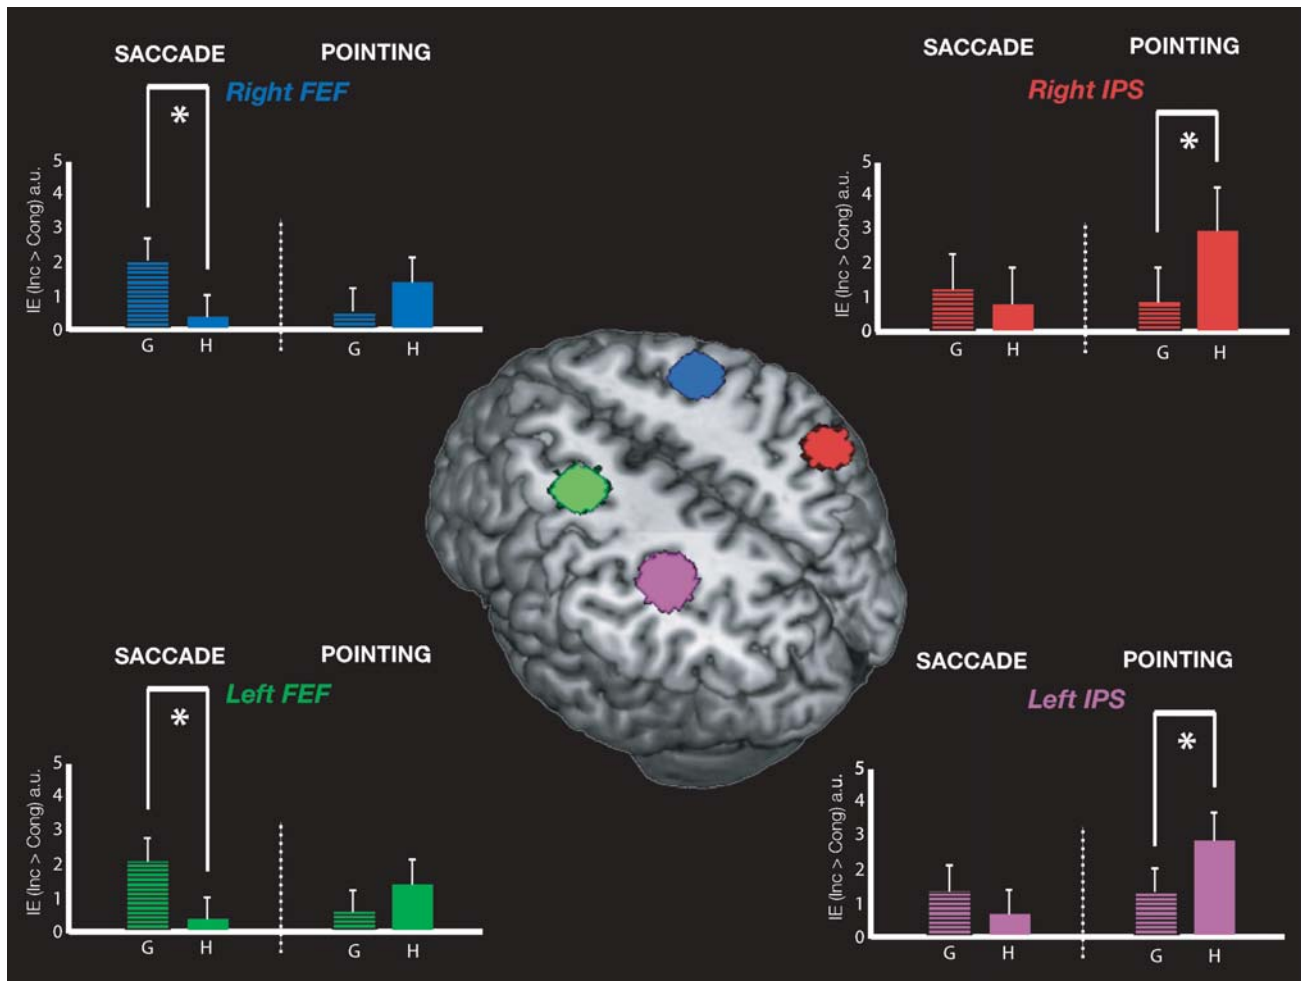 SACCADE POINTING
Right FEF
*
IE (Inc > Cong) a.u.
5
4
3
2
1
0
G H G H
SACCADE POINTING
Right IPS
*
IE (Inc > Cong) a.u.
5
4
3
2
1
0
G H G H
SACCADE POINTING
Left FEF
*
IE (Inc > Cong) a.u.
5
4
3
2
1
0
G H G H
SACCADE POINTING
Left IPS
*
IE (Inc > Cong) a.u.
5
4
3
2
1
0
G H G H